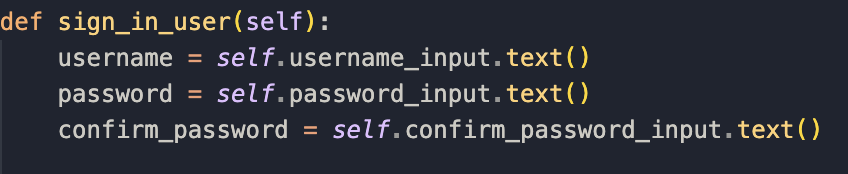 def sign_in_user(self):
    username = self.username_input.text()
    password = self.password_input.text()
    confirm_password = self.confirm_password_input.text()